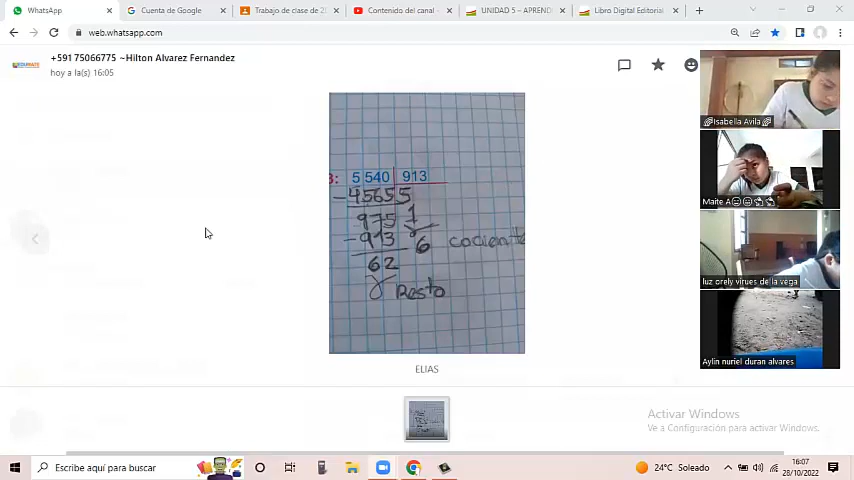 WhatsApp
Cuenta de Google
Trabajo de clase de 2
Contenido del canal -
UNIDAD 5 – APREND
Libro Digital Editorial
web.whatsapp.com
EDUMATE
+591 75066775 ~Hilton Alvarez Fernandez
hoy a la(s) 16:05
Isabella Avila
Maite A
luz orely virues de la vega
Aylin nuriel duran alvares
5 540 913
-45655
975 1
-913 6 cociente
62
Resto
ELIAS
Activar Windows
Ve a Configuración para activar Windows.
Escribe aquí para buscar
24°C Soleado
16:07
28/10/2022